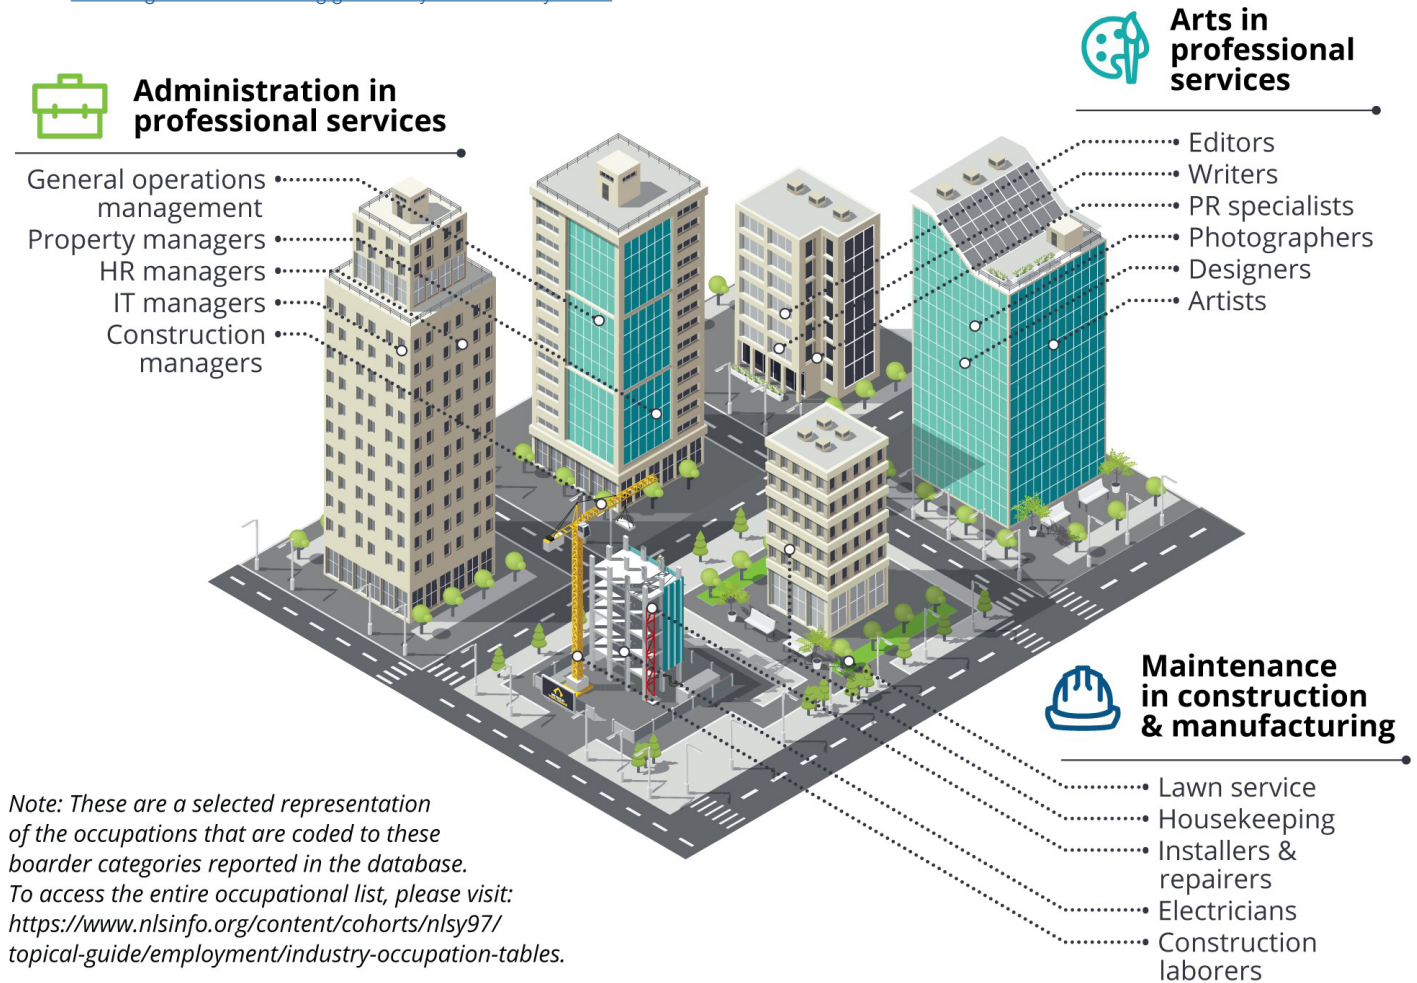 Administration in
professional services
General operations
management
Property managers
HR managers
IT managers
Construction
managers
Arts in
professional
services
Editors
Writers
PR specialists
Photographers
Designers
Artists
Maintenance
in construction
& manufacturing
Lawn service
Housekeeping
Installers &
repairers
Electricians
Construction
laborers
Note: These are a selected representation
of the occupations that are coded to these
boarder categories reported in the database.
To access the entire occupational list, please visit:
https://www.nlsinfo.org/content/cohorts/nlsy97/
topical-guide/employment/industry-occupation-tables.